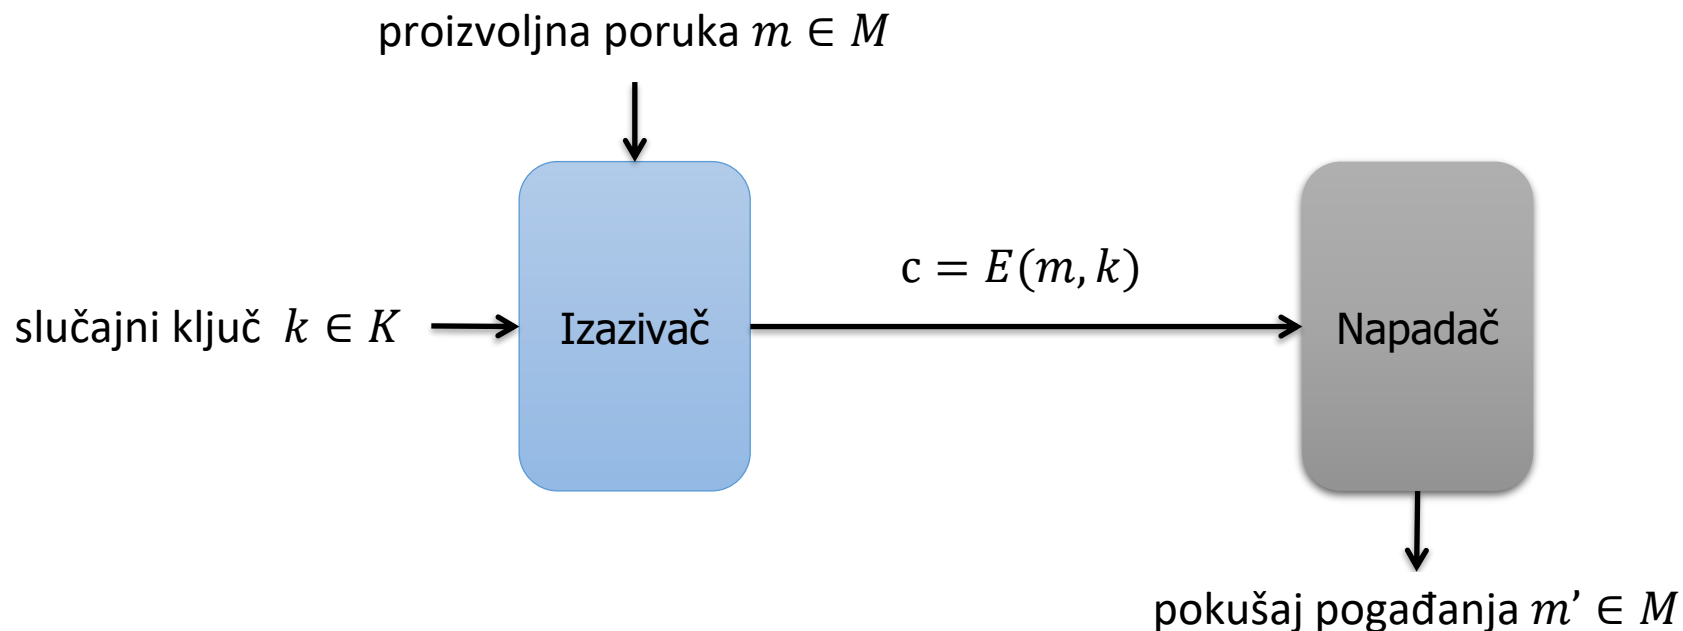 proizvoljna poruka m ∈ M
c = E(m, k)
slučajni ključ k ∈ K
Izazivač
Napadač
pokušaj pogađanja m’ ∈ M